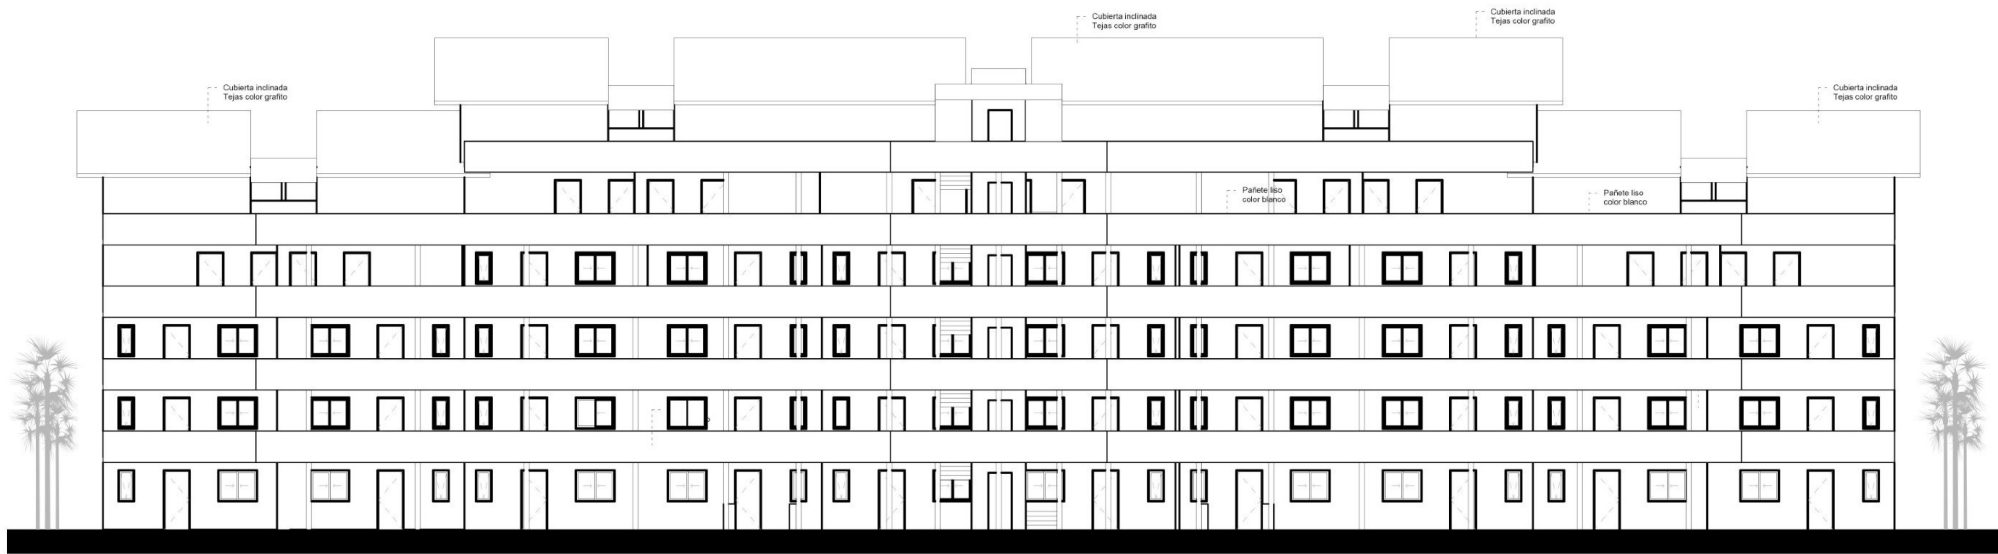 Cubierta inclinada
Tejas color grafito
Cubierta inclinada
Tejas color grafito
Cubierta inclinada
Tejas color grafito
Cubierta inclinada
Tejas color grafito
Pañete liso
color blanco
Pañete liso
color blanco